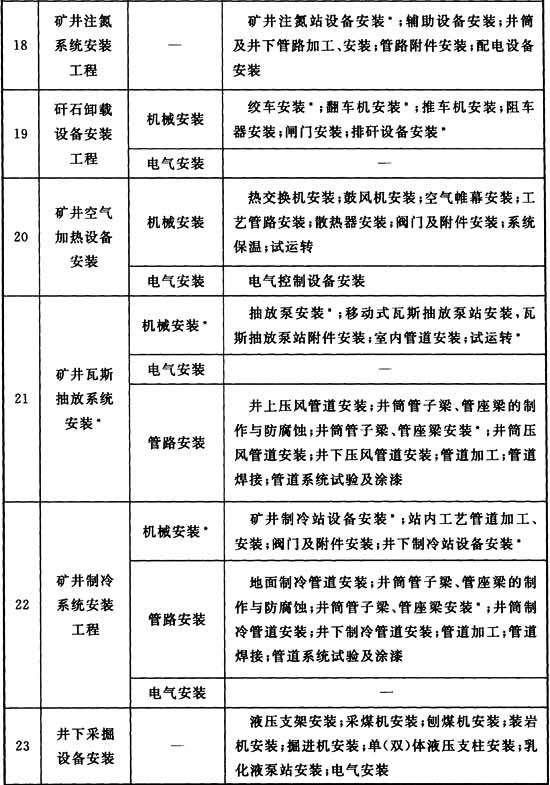 18
矿井注氮
系统安装
工程
—
矿井注氮站设备安装*;辅助设备安装;井筒
及井下管路加工、安装;管路附件安装;配电设备
安装
19
矸石卸载
设备安装
工程
机械安装
绞车安装*;翻车机安装*;推车机安装;阻车
器安装;闸门安装;排矸设备安装*
电气安装
—
20
矿井空气
加热设备
安装
机械安装
热交换机安装;鼓风机安装;空气帷幕安装;工
艺管路安装;散热器安装;阀门及附件安装;系统
保温;试运转
电气安装
电气控制设备安装
21
矿井瓦斯
抽放系统
安装*
机械安装*
抽放泵安装*;移动式瓦斯抽放泵站安装,瓦
斯抽放泵站附件安装;室内管道安装;试运转*
电气安装
—
管路安装
井上压风管道安装;井筒管子梁、管座梁的制
作与防腐蚀;井筒管子梁、管座梁安装*;井筒压
风管道安装;井下压风管道安装;管道加工;管道
焊接;管道系统试验及涂漆
22
矿井制冷
系统安装
工程
机械安装*
矿井制冷站设备安装*;站内工艺管道加工、
安装;阀门及附件安装;井下制冷站设备安装*
管路安装
地面制冷管道安装;井筒管子梁、管座梁的制
作与防腐蚀;井筒管子梁、管座梁安装*;井筒制
冷管道安装;井下制冷管道安装;管道加工;管道
焊接;管道系统试验及涂漆
电气安装
—
23
井下采掘
设备安装
—
液压支架安装;采煤机安装;刨煤机安装;装岩
机安装;掘进机安装;单(双)体液压支柱安装;乳
化液泵站安装;电气安装